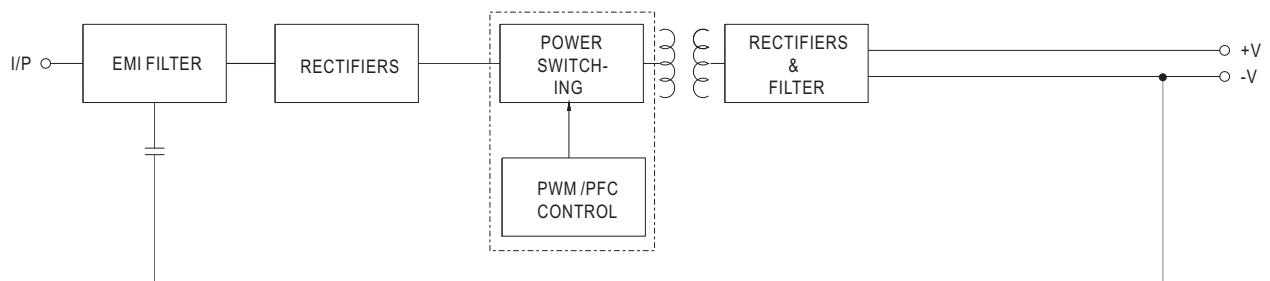 I/P
EMI FILTER
RECTIFIERS
POWER
SWITCH-
ING
PWM /PFC
CONTROL
RECTIFIERS
&
FILTER
+V
-V